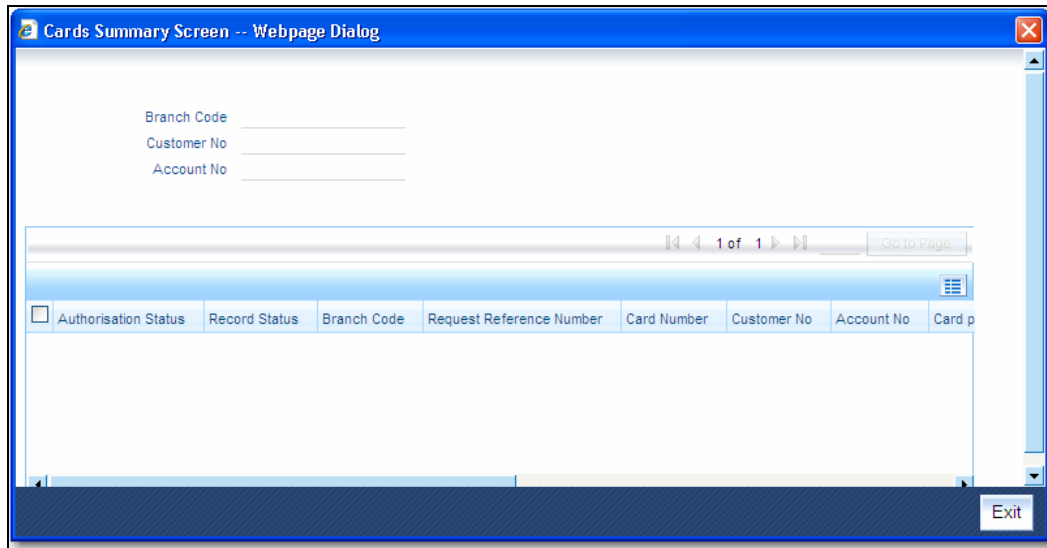 Cards Summary Screen -- Webpage Dialog
Branch Code
Customer No
Account No
1 of 1 Go to Page
Authorisation Status Record Status Branch Code Request Reference Number Card Number Customer No Account No Card p
Exit